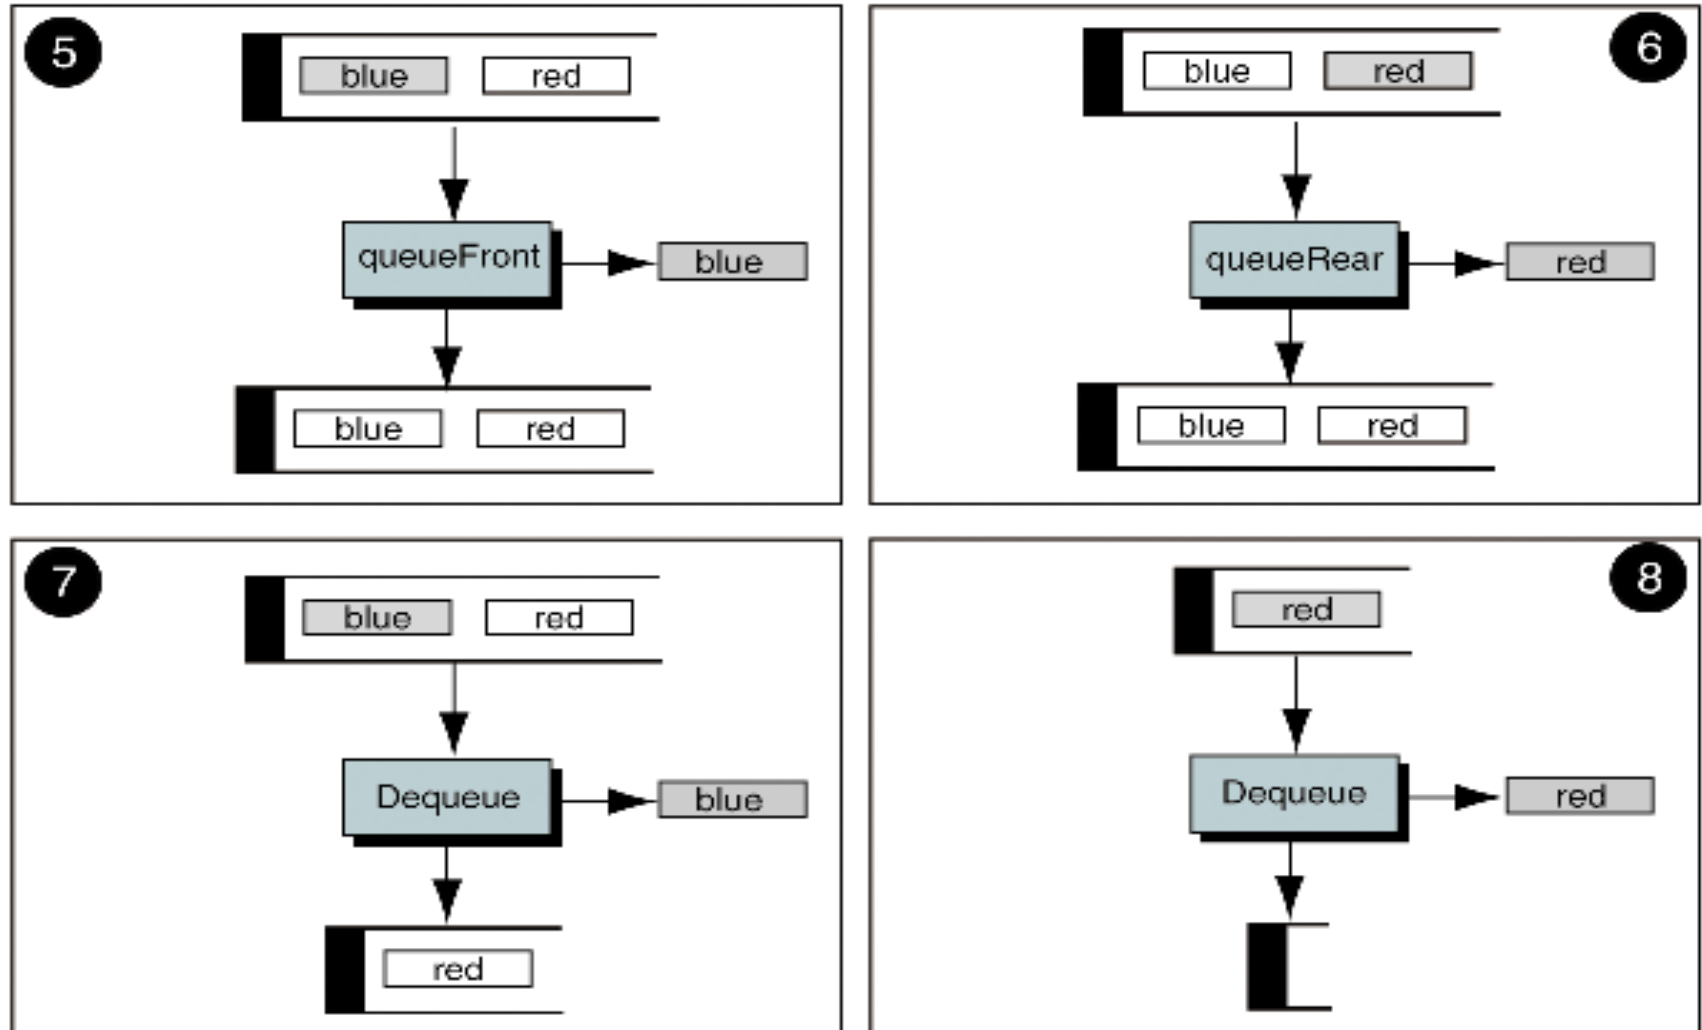 5
blue red
queueFront blue
blue red
6
blue red
queueRear red
blue red
7
blue red
Dequeue blue
red
8
red
Dequeue red